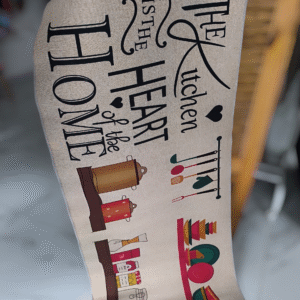 THE
Kitchen
IS THE
HEART
of the
HOME